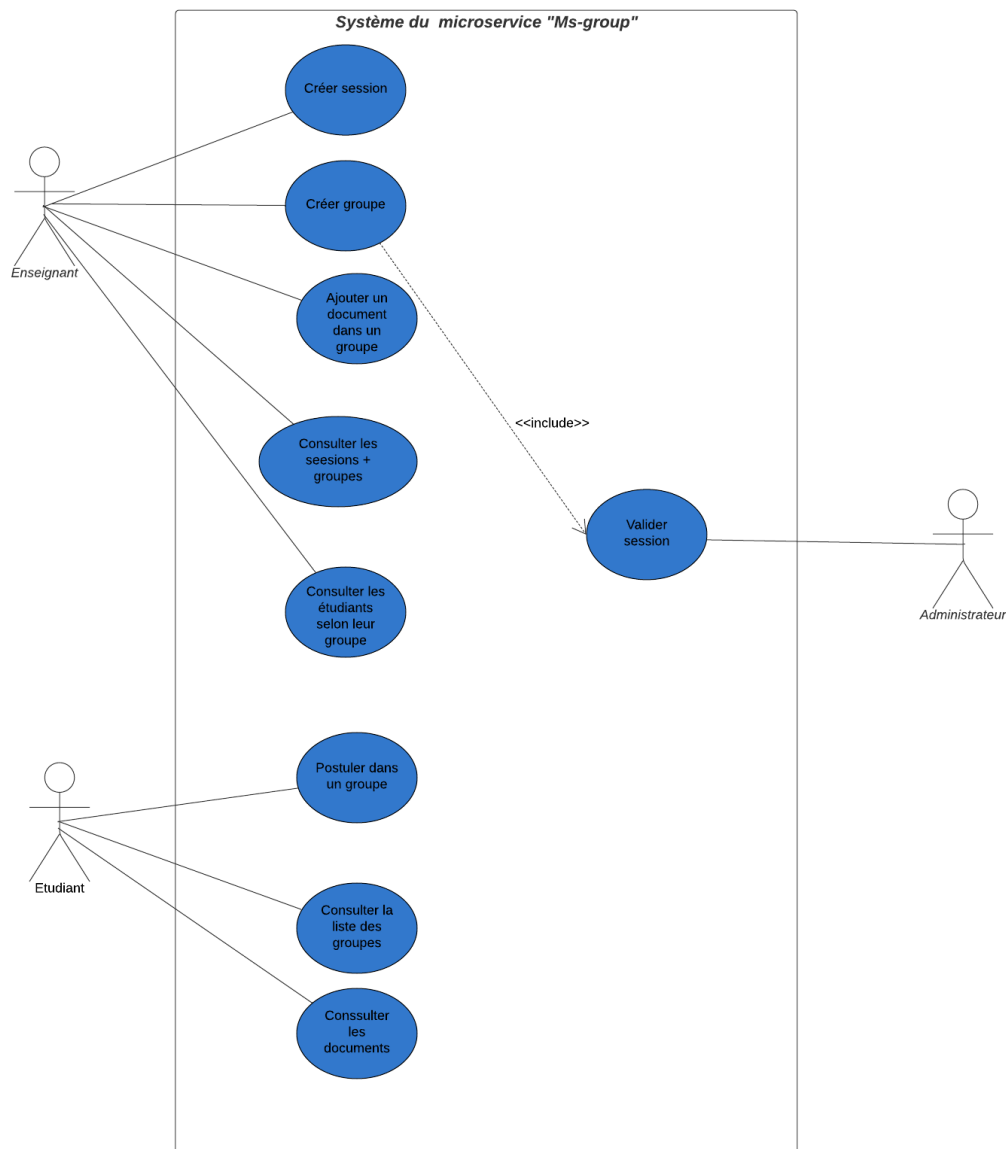 Système du microservice "Ms-group"
Créer session
Créer groupe
Enseignant
Ajouter un
document
dans un
groupe
<<include>>
Consulter les
seesions +
groupes
Valider
session
Consulter les
étudiants
selon leur
groupe
Administrateur
Postuler dans
un groupe
Etudiant
Consulter la
liste des
groupes
Conssulter
les
documents